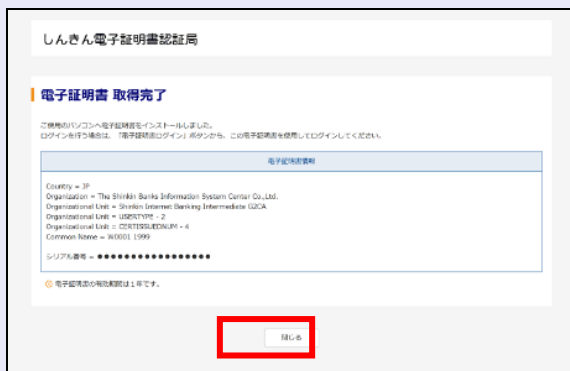 しんきん電子証明書認証局
電子証明書 取得完了
ご使用のパソコンへ電子証明書をインストールしました。
ログインを行う場合は、「電子証明書ログイン」ボタンから、この電子証明書を使用してログインしてください。
電子証明書情報
Country = JP
Organization = The Shinkin Banks Information System Center Co.,Ltd.
Organizational Unit = Shinkin Internet Banking Intermediate G2CA
Organizational Unit = USERTYPE - 2
Organizational Unit = CERTISSUEDNUM - 4
Common Name = W0001 1999
シリアル番号 = ●●●●●●●●●●●●●●●●●
電子証明書の有効期間は1年です。
閉じる